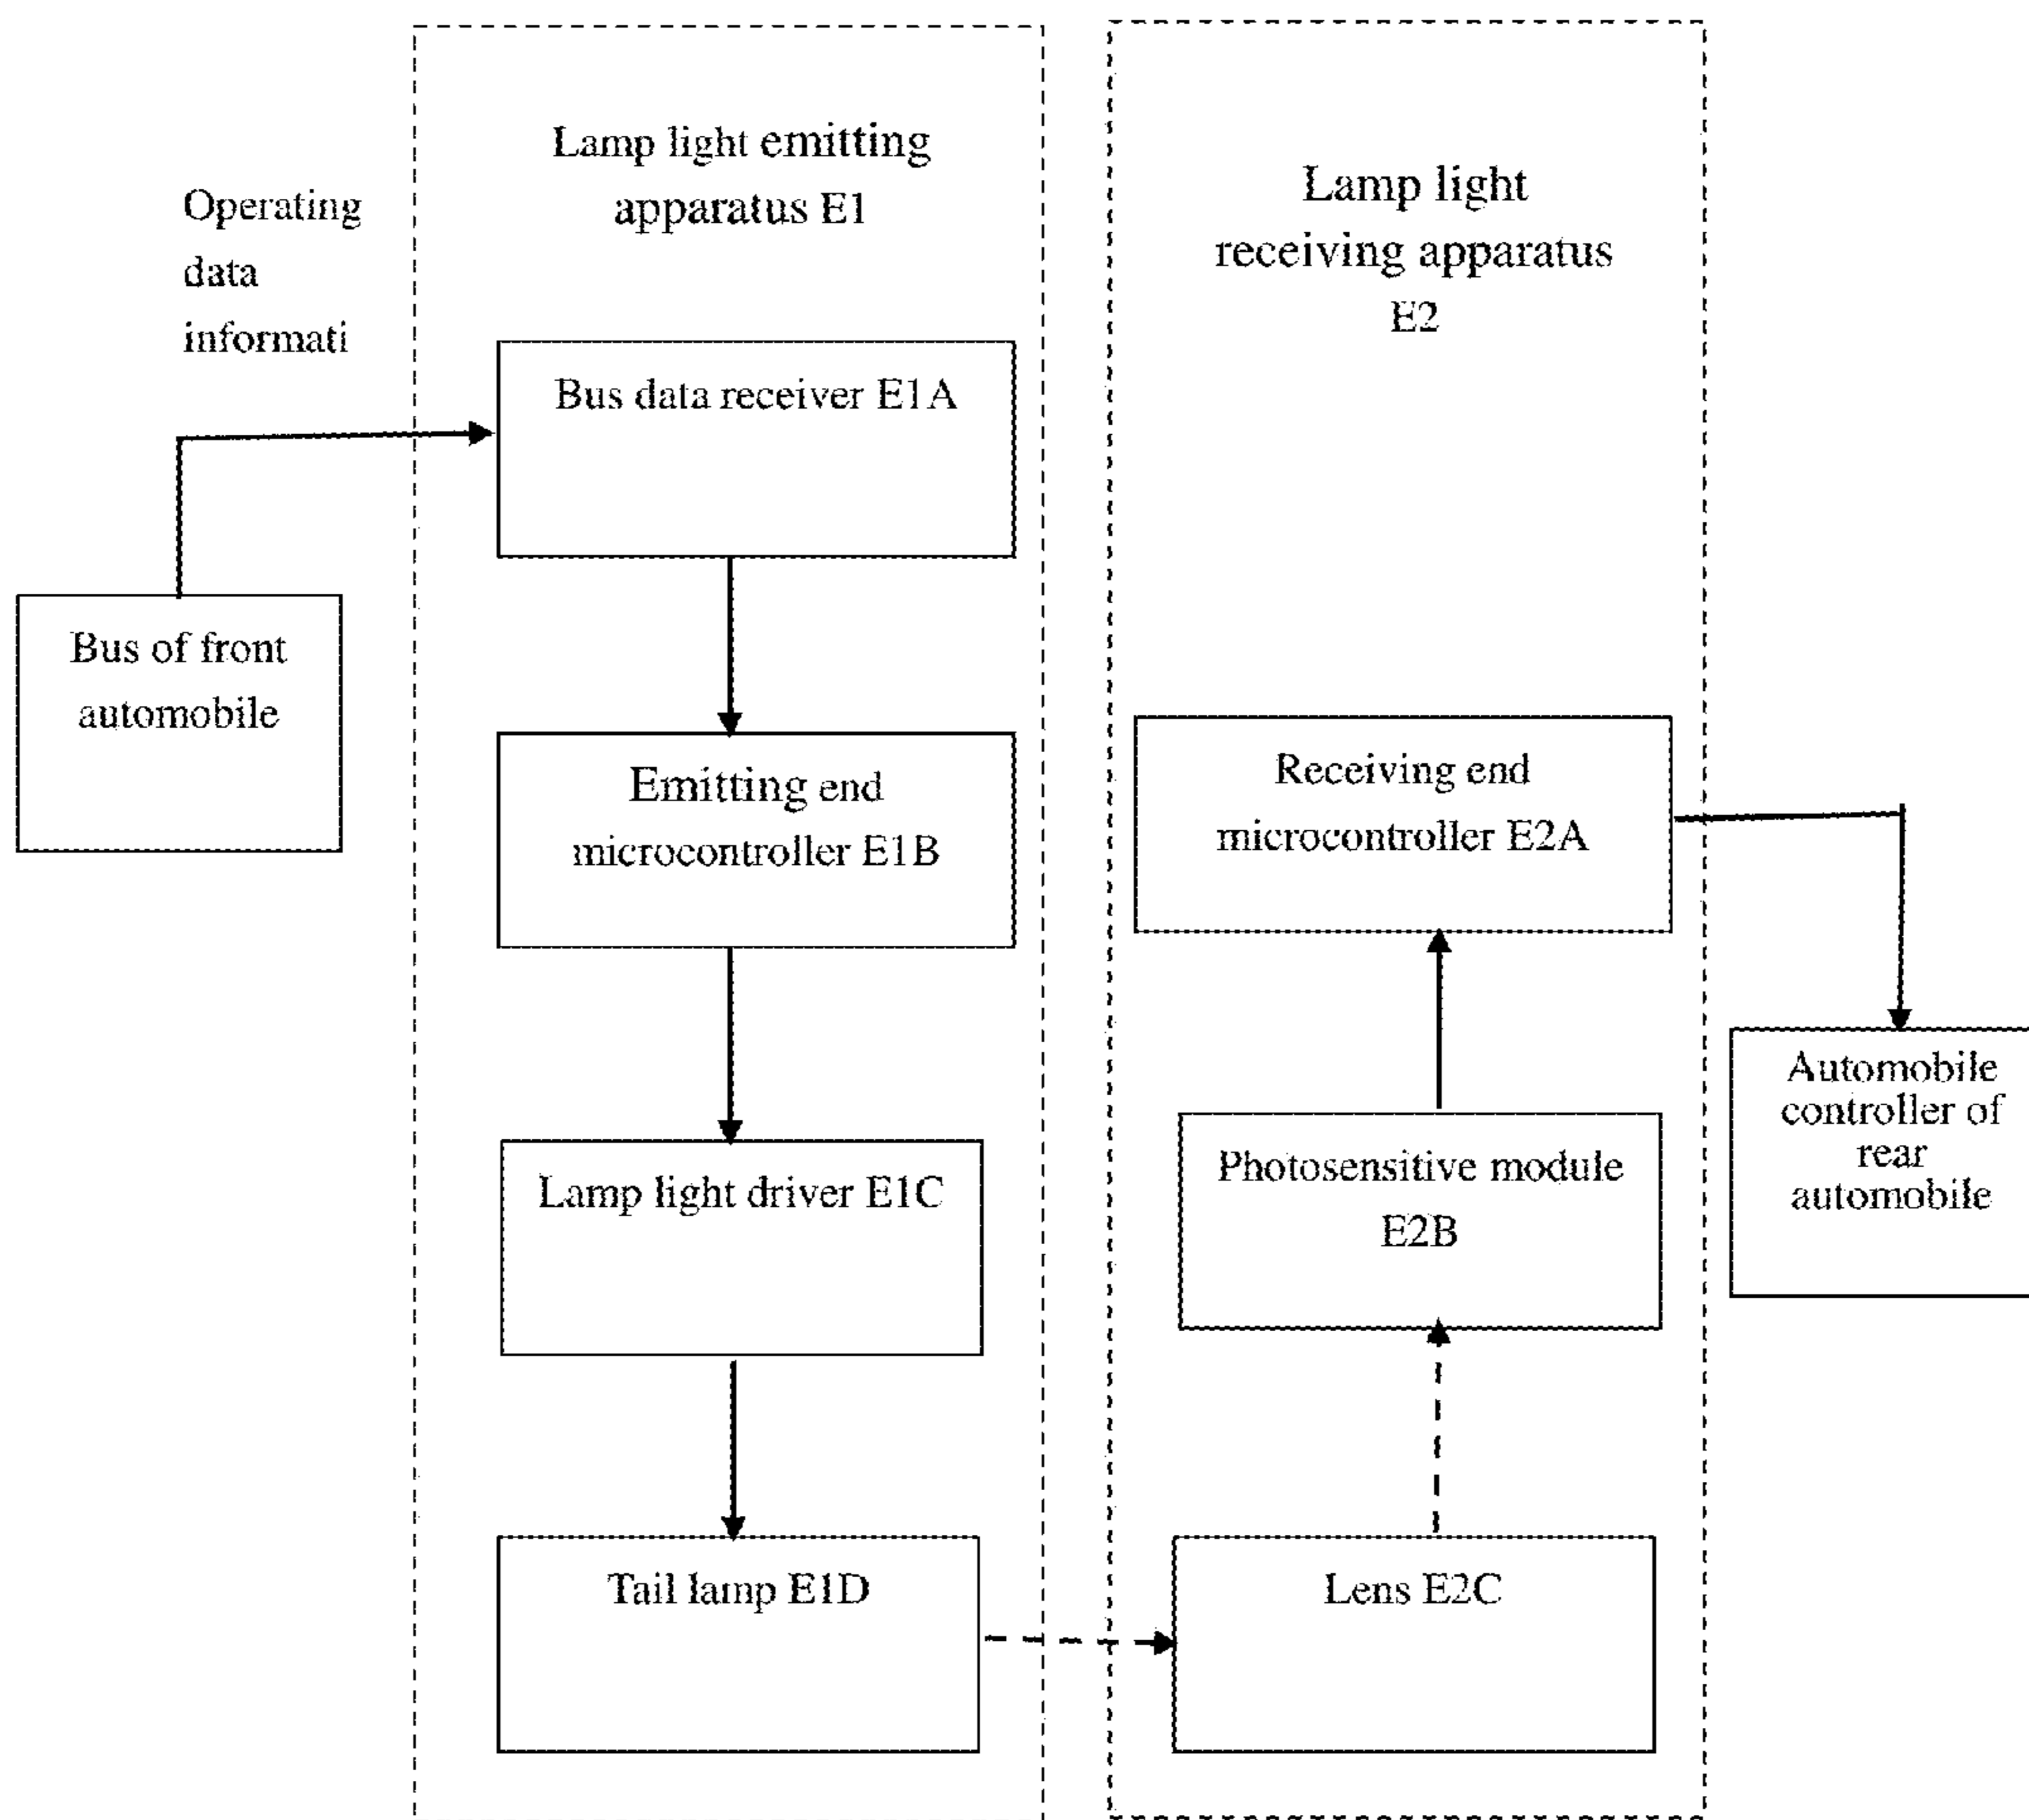 Operating
data
informati
Bus of front
automobile
Lamp light emitting
apparatus E1
Bus data receiver E1A
Emitting end
microcontroller E1B
Lamp light driver E1C
Tail lamp E1D
Lamp light
receiving apparatus
E2
Receiving end
microcontroller E2A
Photosensitive module
E2B
Lens E2C
Automobile
controller of
rear
automobile